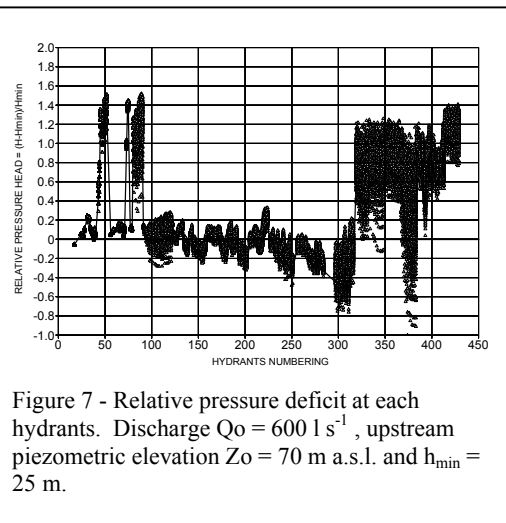 2.0
1.8
1.6
1.4
1.2
1.0
0.8
0.6
0.4
0.2
0
-0.2
-0.4
-0.6
-0.8
-1.0
RELATIVE PRESSURE HEAD = (H-Hmin)/Hmin
0 50 100 150 200 250 300 350 400 450
HYDRANTS NUMBERING
Figure 7 - Relative pressure deficit at each
hydrants. Discharge Qo = 600 l s⁻¹ , upstream
piezometric elevation Zo = 70 m a.s.l. and hmin =
25 m.